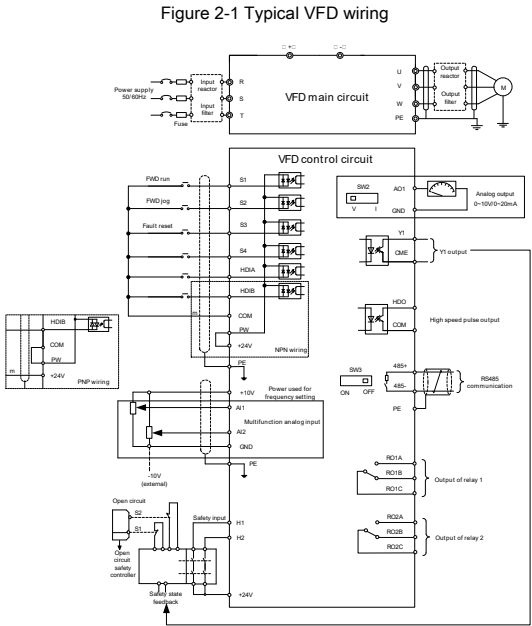 Figure 2-1 Typical VFD wiring
+
-
Power supply
50/60Hz
Input
reactor
Input
filter
Fuse
R
S
T
VFD main circuit
U
V
W
PE
Output
reactor
Output
filter
M
VFD control circuit
FWD run
S1
FWD jog
S2
Fault reset
S3
S4
HDIA
HDIB
m
COM
PW
+24V
NPN wiring
PE
HDIB
COM
PW
m
+24V
PNP wiring
SW2
V I
AO1
GND
Analog output
0~10V/0~20mA
Y1
CME
Y1 output
HDO
COM
High speed pulse output
SW3
ON OFF
485+
485-
PE
RS485
communication
+10V
Power used for
frequency setting
AI1
Multifunction analog input
AI2
GND
PE
-10V
(external)
RO1A
RO1B
RO1C
Output of relay 1
RO2A
RO2B
RO2C
Output of relay 2
Open circuit
S2
S1
Open
circuit
safety
controller
Safety input
H1
H2
+24V
Safety state
feedback